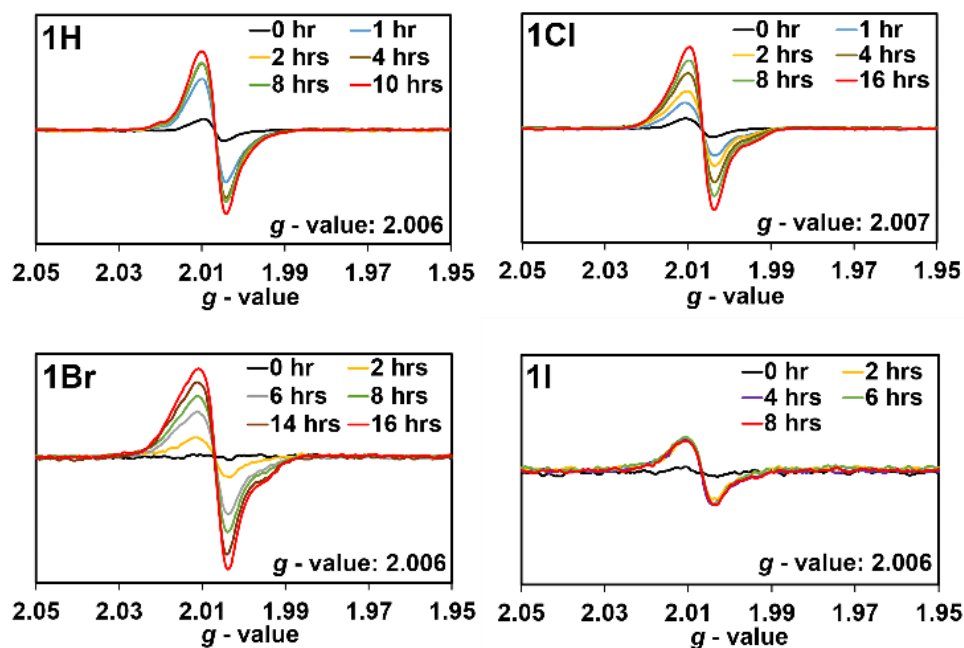 1H
0 hr 1 hr
2 hrs 4 hrs
8 hrs 10 hrs
g - value: 2.006
2.05 2.03 2.01 1.99 1.97 1.95
g - value
1Cl
0 hr 1 hr
2 hrs 4 hrs
8 hrs 16 hrs
g - value: 2.007
2.05 2.03 2.01 1.99 1.97 1.95
g - value
1Br
0 hr 2 hrs
6 hrs 8 hrs
14 hrs 16 hrs
g - value: 2.006
2.05 2.03 2.01 1.99 1.97 1.95
g - value
1I
0 hr 2 hrs
4 hrs 6 hrs
8 hrs
g - value: 2.006
2.05 2.03 2.01 1.99 1.97 1.95
g - value